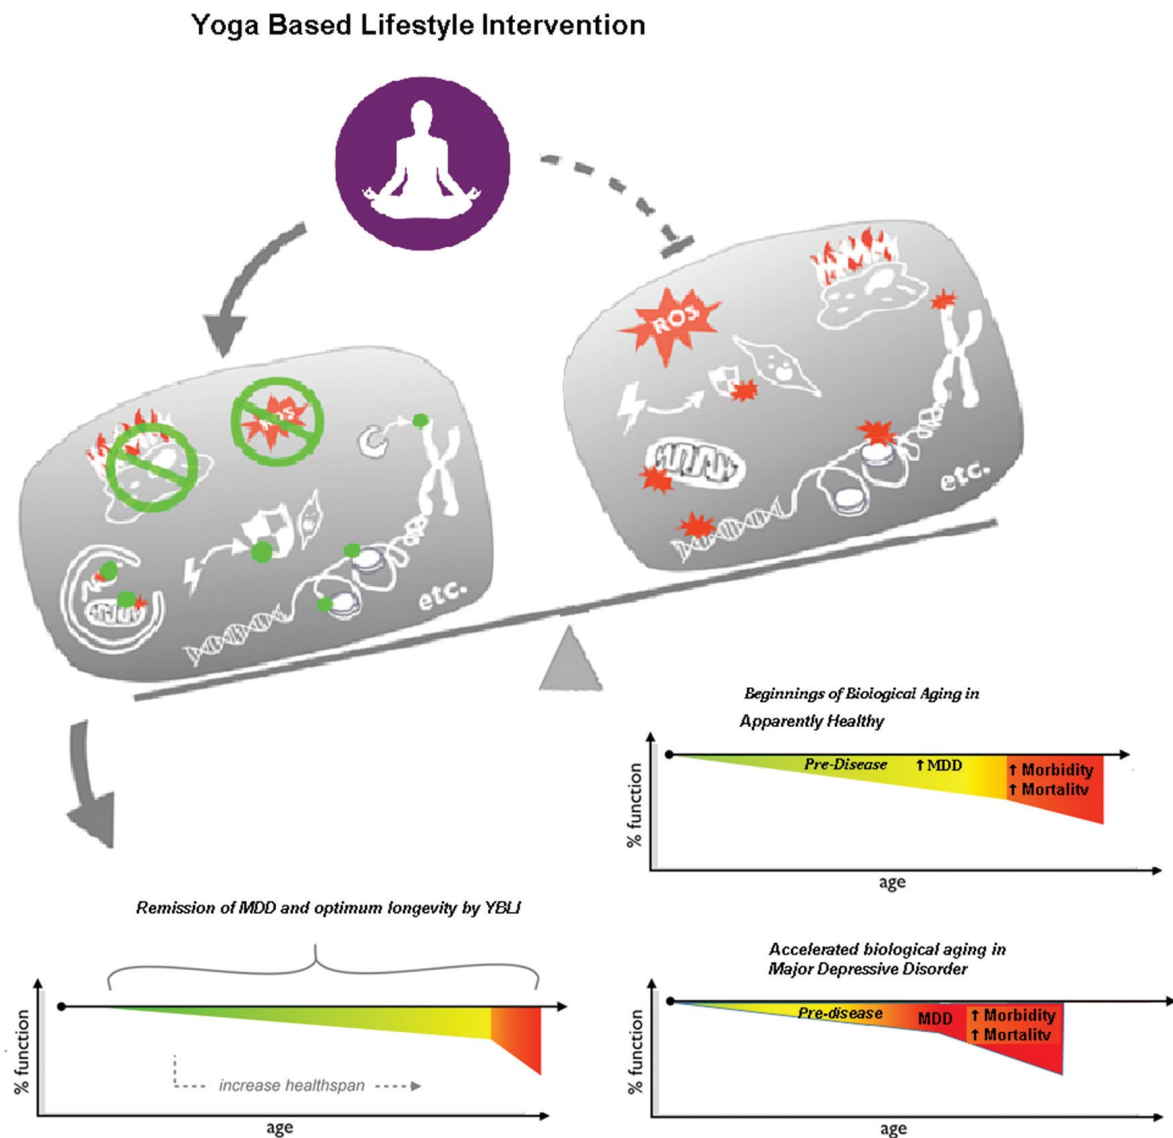 Yoga Based Lifestyle Intervention
ROS
etc.
etc.
Beginnings of Biological Aging in
Apparently Healthy
Pre-Disease
↑ MDD
↑ Morbidity
↑ Mortality
% function
age
Remission of MDD and optimum longevity by YBLI
% function
increase healthspan
age
Accelerated biological aging in
Major Depressive Disorder
Pre-disease
MDD
↑ Morbidity
↑ Mortality
% function
age